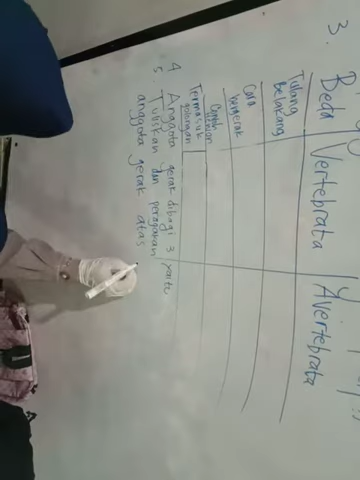 3. Beda Vertebrata Avertebrata
Tulang
Belakang
Cara
bergerak
Contoh
Hewan
Termasuk
golongan
4 Anggota gerak dibagi 3 yaitu
5. Tuliskan dan peragakan
anggota gerak atas